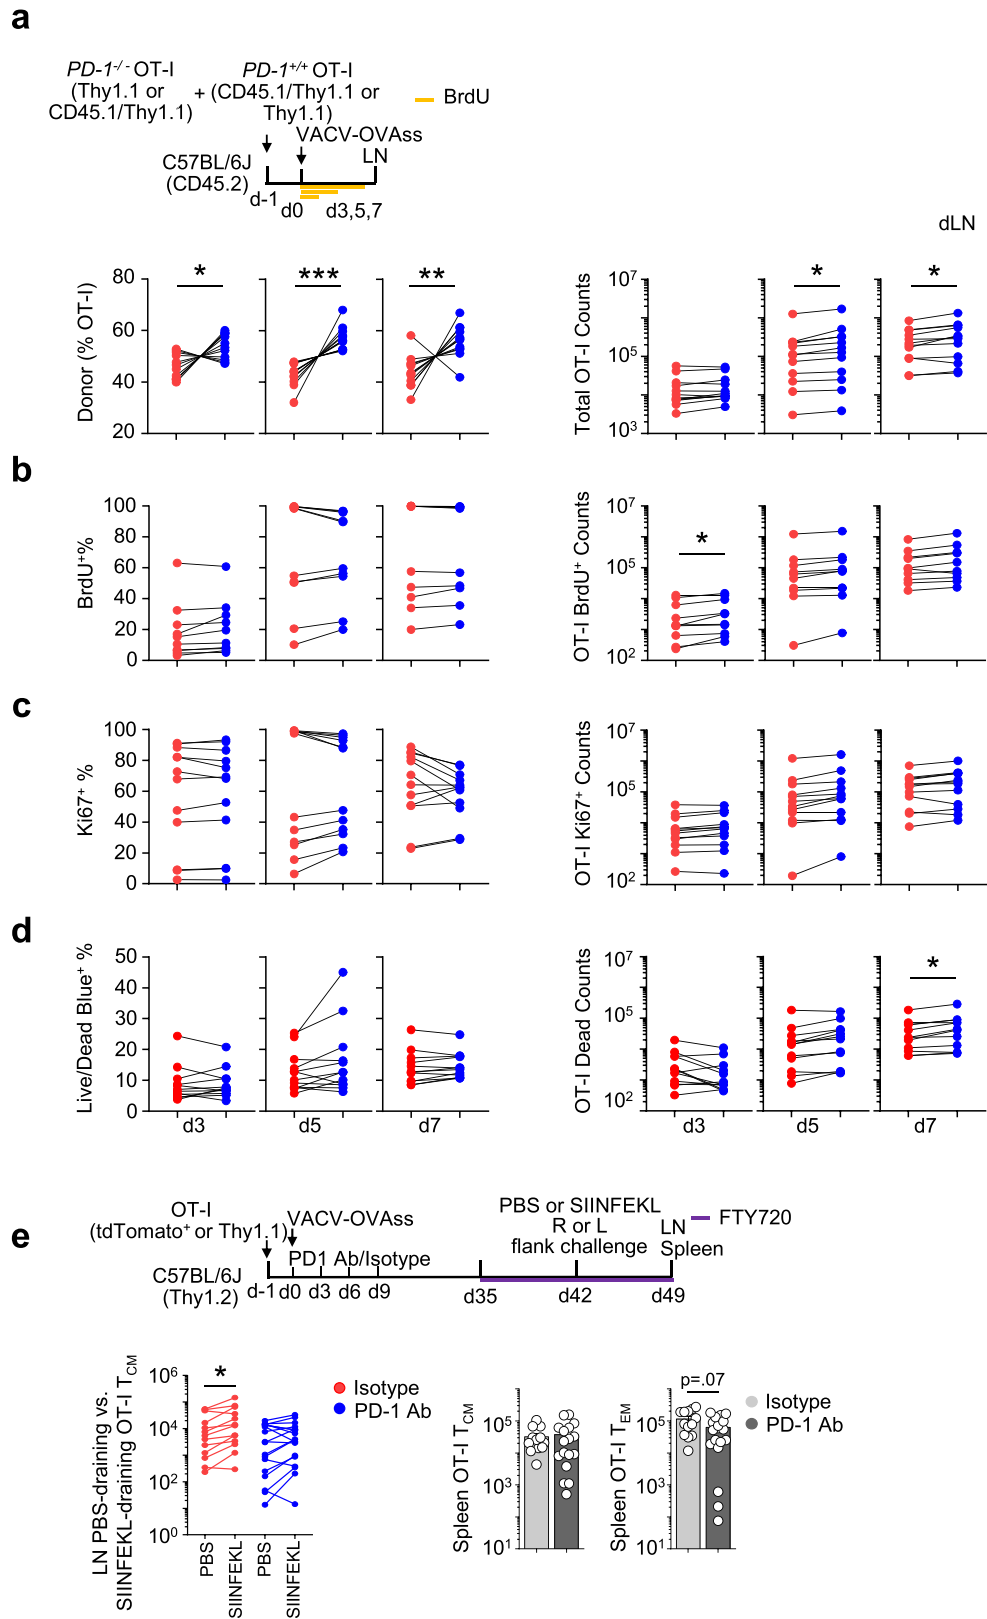 a
PD-1-/- OT-I
(Thy1.1 or
CD45.1/Thy1.1)
+
PD-1+/+ OT-I
(CD45.1/Thy1.1 or
Thy1.1)
BrdU
VACV-OVAss
LN
C57BL/6J
(CD45.2)
d-1
d0
d3,5,7
dLN
Donor (% OT-I)
80
60
40
20
*
***
**
Total OT-I Counts
10^7
10^5
10^3
*
*
b
BrdU+%
100
80
60
40
20
0
OT-I BrdU+ Counts
10^7
10^5
10^2
*
c
Ki67+ %
100
80
60
40
20
0
OT-I Ki67+ Counts
10^7
10^5
10^2
d
Live/Dead Blue+ %
50
40
30
20
10
0
d3
d5
d7
OT-I Dead Counts
10^7
10^5
10^2
*
d3
d5
d7
e
OT-I
(tdTomato+ or Thy1.1)
VACV-OVAss
PD1 Ab/Isotype
C57BL/6J
(Thy1.2)
d-1
d0
d3
d6
d9
d35
d42
d49
PBS or SIINFEKL
R or L
flank challenge
LN
Spleen
FTY720
LN PBS-draining vs.
SIINFEKL-draining OT-I TCM
10^6
10^4
10^2
10^0
*
PBS
SIINFEKL
PBS
SIINFEKL
Isotype
PD-1 Ab
Spleen OT-I TCM
10^5
10^3
10^1
Spleen OT-I TEM
10^5
10^3
10^1
p=.07
Isotype
PD-1 Ab